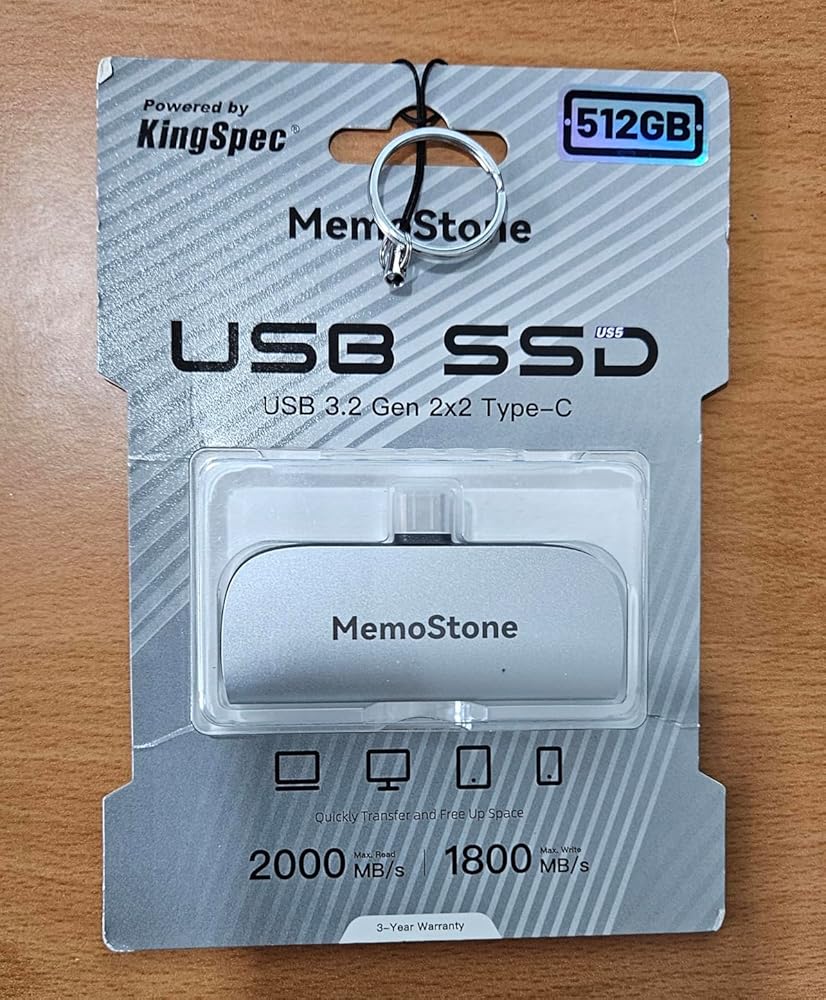 Powered by
KingSpec®
512GB
MemoStone
USB SSD
US5
USB 3.2 Gen 2x2 Type-C
MemoStone
Quickly Transfer and Free Up Space
2000 Max. Read MB/s | 1800 Max. Write MB/s
3-Year Warranty